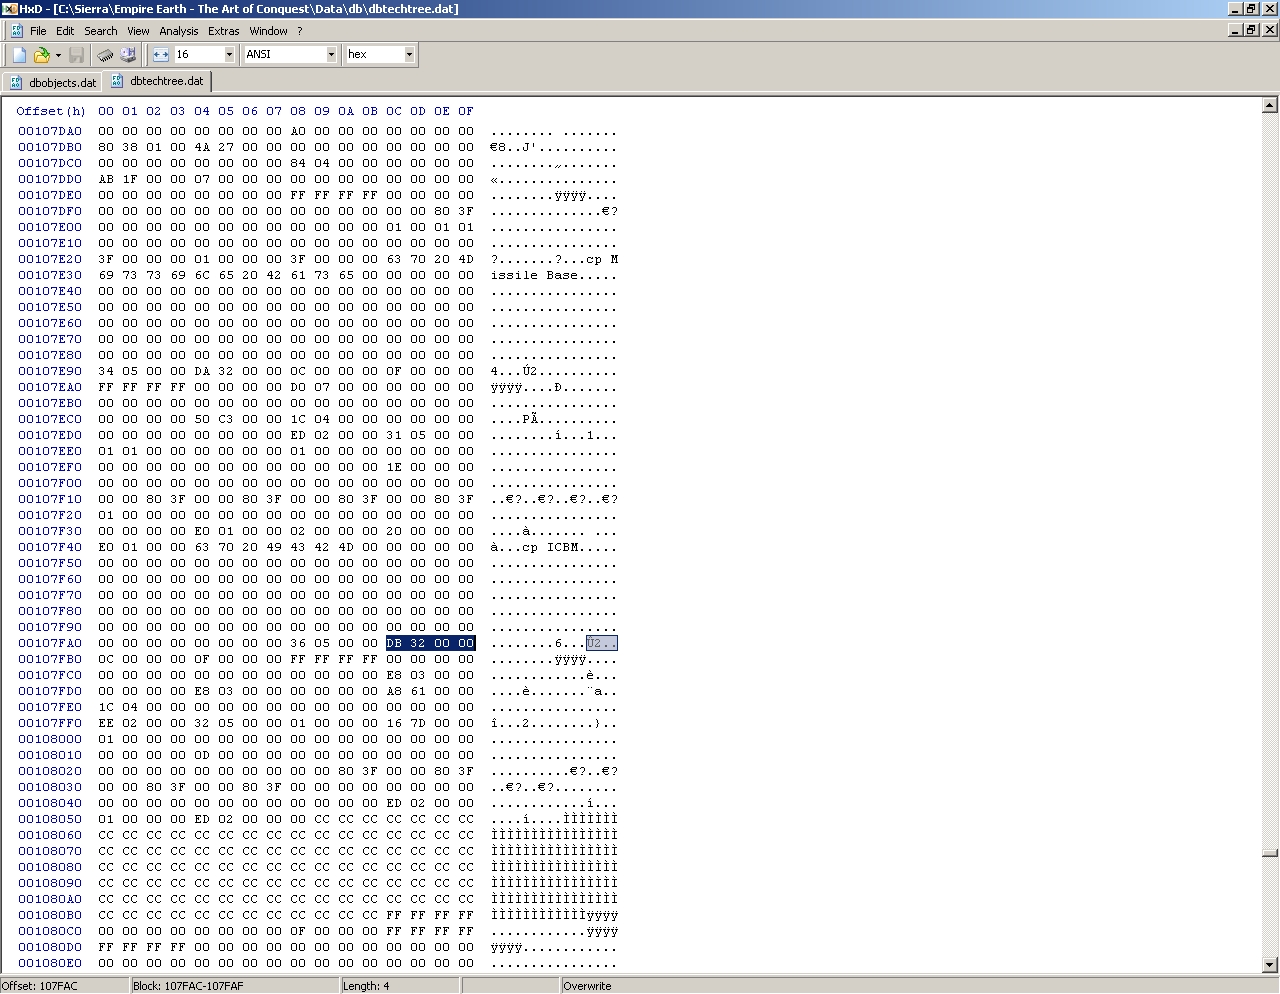 HxD - [C:\Sierra\Empire Earth - The Art of Conquest\Data\db\dbtechtree.dat]
File Edit Search View Analysis Extras Window ?
16 ANSI hex
dbobjects.dat dbtechtree.dat
Offset(h) 00 01 02 03 04 05 06 07 08 09 0A 0B 0C 0D 0E 0F
00107DA0 00 00 00 00 00 00 00 00 A0 00 00 00 00 00 00 00 ........ .......
00107DB0 80 38 01 00 4A 27 00 00 00 00 00 00 00 00 00 00 €8..J'..........
00107DC0 00 00 00 00 00 00 00 00 84 04 00 00 00 00 00 00 ........„.......
00107DD0 AB 1F 00 00 07 00 00 00 00 00 00 00 00 00 00 00 «...............
00107DE0 00 00 00 00 00 00 00 00 FF FF FF FF 00 00 00 00 ........ÿÿÿÿ....
00107DF0 00 00 00 00 00 00 00 00 00 00 00 00 00 00 80 3F ..............€?
00107E00 00 00 00 00 00 00 00 00 00 00 00 00 01 00 01 01 ................
00107E10 00 00 00 00 00 00 00 00 00 00 00 00 00 00 00 00 ................
00107E20 3F 00 00 00 01 00 00 00 3F 00 00 00 63 70 20 4D ?.......?...cp M
00107E30 69 73 73 69 6C 65 20 42 61 73 65 00 00 00 00 00 issile Base.....
00107E40 00 00 00 00 00 00 00 00 00 00 00 00 00 00 00 00 ................
00107E50 00 00 00 00 00 00 00 00 00 00 00 00 00 00 00 00 ................
00107E60 00 00 00 00 00 00 00 00 00 00 00 00 00 00 00 00 ................
00107E70 00 00 00 00 00 00 00 00 00 00 00 00 00 00 00 00 ................
00107E80 00 00 00 00 00 00 00 00 00 00 00 00 00 00 00 00 ................
00107E90 34 05 00 00 DA 32 00 00 0C 00 00 00 0F 00 00 00 4...Ú2..........
00107EA0 FF FF FF FF 00 00 00 00 D0 07 00 00 00 00 00 00 ÿÿÿÿ....Ð.......
00107EB0 00 00 00 00 00 00 00 00 00 00 00 00 00 00 00 00 ................
00107EC0 00 00 00 00 50 C3 00 00 1C 04 00 00 00 00 00 00 ....PÃ..........
00107ED0 00 00 00 00 00 00 00 00 ED 02 00 00 31 05 00 00 ........í...1...
00107EE0 01 01 00 00 00 00 00 00 01 00 00 00 00 00 00 00 ................
00107EF0 00 00 00 00 00 00 00 00 00 00 00 00 1E 00 00 00 ................
00107F00 00 00 00 00 00 00 00 00 00 00 00 00 00 00 00 00 ................
00107F10 00 00 80 3F 00 00 80 3F 00 00 80 3F 00 00 80 3F ..€?..€?..€?..€?
00107F20 01 00 00 00 00 00 00 00 00 00 00 00 00 00 00 00 ................
00107F30 00 00 00 00 E0 01 00 00 02 00 00 00 20 00 00 00 ....à....... ...
00107F40 E0 01 00 00 63 70 20 49 43 42 4D 00 00 00 00 00 à...cp ICBM.....
00107F50 00 00 00 00 00 00 00 00 00 00 00 00 00 00 00 00 ................
00107F60 00 00 00 00 00 00 00 00 00 00 00 00 00 00 00 00 ................
00107F70 00 00 00 00 00 00 00 00 00 00 00 00 00 00 00 00 ................
00107F80 00 00 00 00 00 00 00 00 00 00 00 00 00 00 00 00 ................
00107F90 00 00 00 00 00 00 00 00 00 00 00 00 00 00 00 00 ................
00107FA0 00 00 00 00 00 00 00 00 36 05 00 00 DB 32 00 00 ........6...Û2..
00107FB0 0C 00 00 00 0F 00 00 00 FF FF FF FF 00 00 00 00 ........ÿÿÿÿ....
00107FC0 00 00 00 00 00 00 00 00 00 00 00 00 E8 03 00 00 ............è...
00107FD0 00 00 00 00 E8 03 00 00 00 00 00 00 A8 61 00 00 ....è.......¨a..
00107FE0 1C 04 00 00 00 00 00 00 00 00 00 00 00 00 00 00 ................
00107FF0 EE 02 00 00 32 05 00 00 01 00 00 00 16 7D 00 00 î...2........}..
00108000 01 00 00 00 00 00 00 00 00 00 00 00 00 00 00 00 ................
00108010 00 00 00 00 0D 00 00 00 00 00 00 00 00 00 00 00 ................
00108020 00 00 00 00 00 00 00 00 00 00 80 3F 00 00 80 3F ..........€?..€?
00108030 00 00 80 3F 00 00 80 3F 00 00 00 00 00 00 00 00 ..€?..€?........
00108040 00 00 00 00 00 00 00 00 00 00 00 00 ED 02 00 00 ............í...
00108050 01 00 00 00 ED 02 00 00 00 CC CC CC CC CC CC CC ....í....ÌÌÌÌÌÌÌ
00108060 CC CC CC CC CC CC CC CC CC CC CC CC CC CC CC CC ÌÌÌÌÌÌÌÌÌÌÌÌÌÌÌÌ
00108070 CC CC CC CC CC CC CC CC CC CC CC CC CC CC CC CC ÌÌÌÌÌÌÌÌÌÌÌÌÌÌÌÌ
00108080 CC CC CC CC CC CC CC CC CC CC CC CC CC CC CC CC ÌÌÌÌÌÌÌÌÌÌÌÌÌÌÌÌ
00108090 CC CC CC CC CC CC CC CC CC CC CC CC CC CC CC CC ÌÌÌÌÌÌÌÌÌÌÌÌÌÌÌÌ
001080A0 CC CC CC CC CC CC CC CC CC CC CC CC CC CC CC CC ÌÌÌÌÌÌÌÌÌÌÌÌÌÌÌÌ
001080B0 CC CC CC CC CC CC CC CC CC CC CC CC FF FF FF FF ÌÌÌÌÌÌÌÌÌÌÌÌÿÿÿÿ
001080C0 00 00 00 00 00 00 00 00 0F 00 00 00 FF FF FF FF ............ÿÿÿÿ
001080D0 FF FF FF FF 00 00 00 00 00 00 00 00 00 00 00 00 ÿÿÿÿ............
001080E0 00 00 00 00 00 00 00 00 00 00 00 00 00 00 00 00 ................
Offset: 107FAC Block: 107FAC-107FAF Length: 4 Overwrite